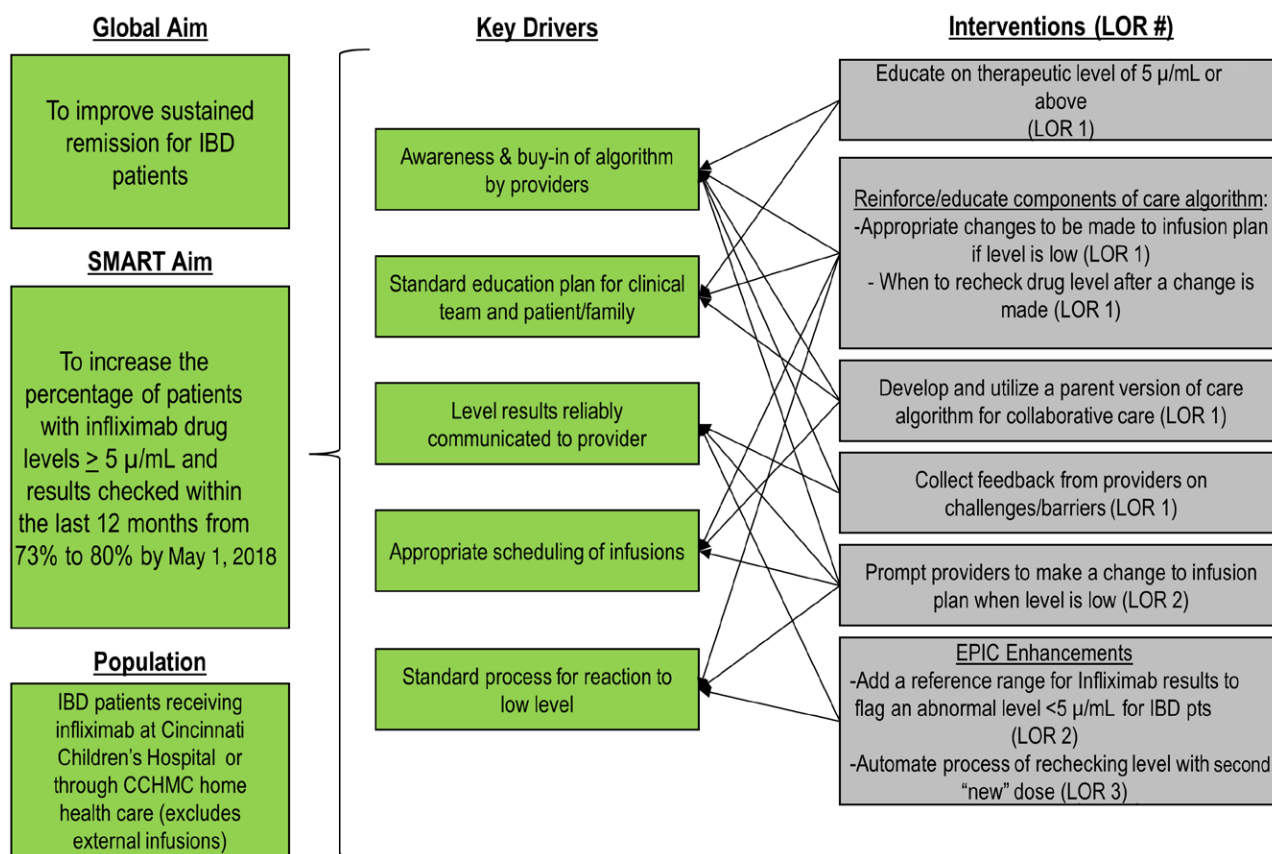 Global Aim
To improve sustained
remission for IBD
patients
SMART Aim
To increase the
percentage of patients
with infliximab drug
levels ≥ 5 µ/mL and
results checked within
the last 12 months from
73% to 80% by May 1, 2018
Population
IBD patients receiving
infliximab at Cincinnati
Children's Hospital or
through CCHMC home
health care (excludes
external infusions)
Key Drivers
Awareness & buy-in of algorithm
by providers
Standard education plan for clinical
team and patient/family
Level results reliably
communicated to provider
Appropriate scheduling of infusions
Standard process for reaction to
low level
Interventions (LOR #)
Educate on therapeutic level of 5 µ/mL or
above
(LOR 1)
Reinforce/educate components of care algorithm:
-Appropriate changes to be made to infusion plan
if level is low (LOR 1)
- When to recheck drug level after a change is
made (LOR 1)
Develop and utilize a parent version of care
algorithm for collaborative care (LOR 1)
Collect feedback from providers on
challenges/barriers (LOR 1)
Prompt providers to make a change to infusion
plan when level is low (LOR 2)
EPIC Enhancements
-Add a reference range for Infliximab results to
flag an abnormal level <5 µ/mL for IBD pts
(LOR 2)
-Automate process of rechecking level with second
"new" dose (LOR 3)